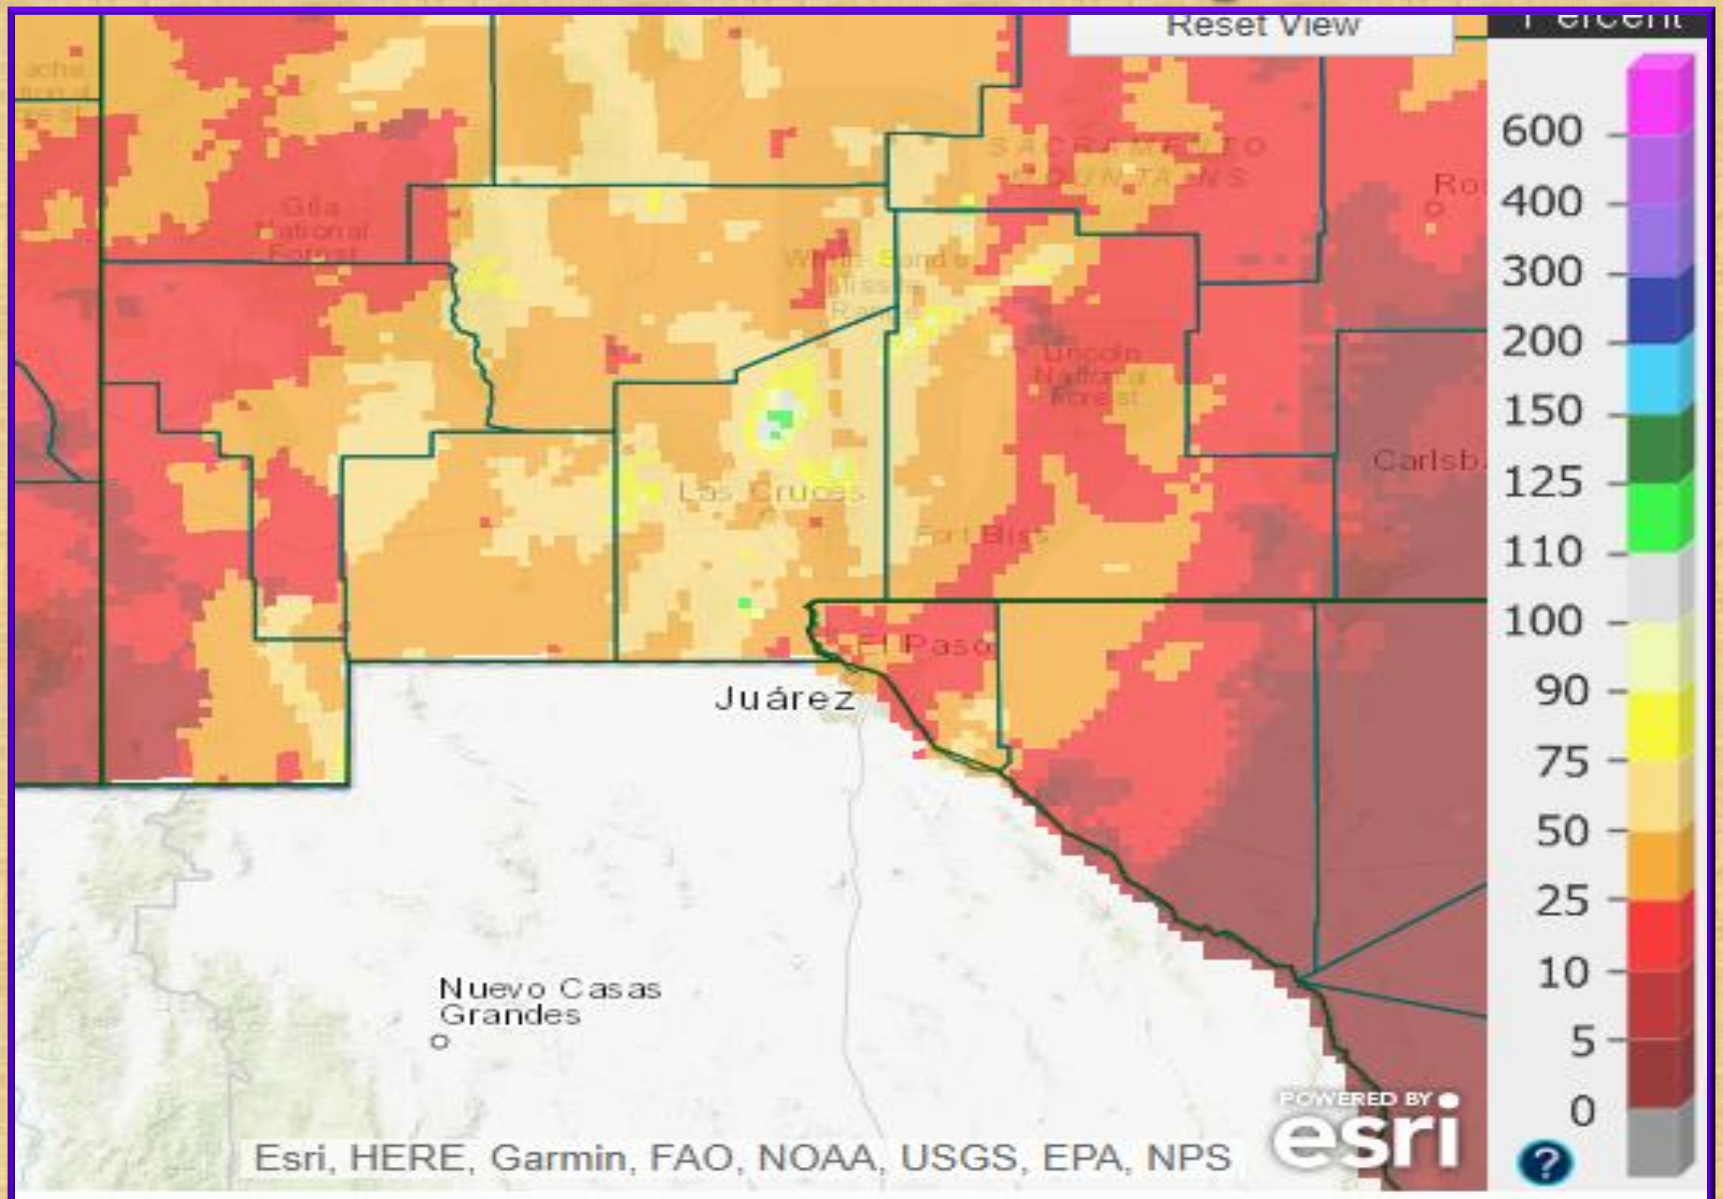 Reset View
Percent
600
400
300
200
150
125
110
100
90
75
50
25
10
5
0
SACRAMENTO
MOUNTAINS
Gila
National
Forest
White Sands
Missile
Lincoln
National
Forest
Carlsb
Las Cruces
Fort Bliss
El Paso
Juárez
Nuevo Casas
Grandes
POWERED BY
esri
Esri, HERE, Garmin, FAO, NOAA, USGS, EPA, NPS
?